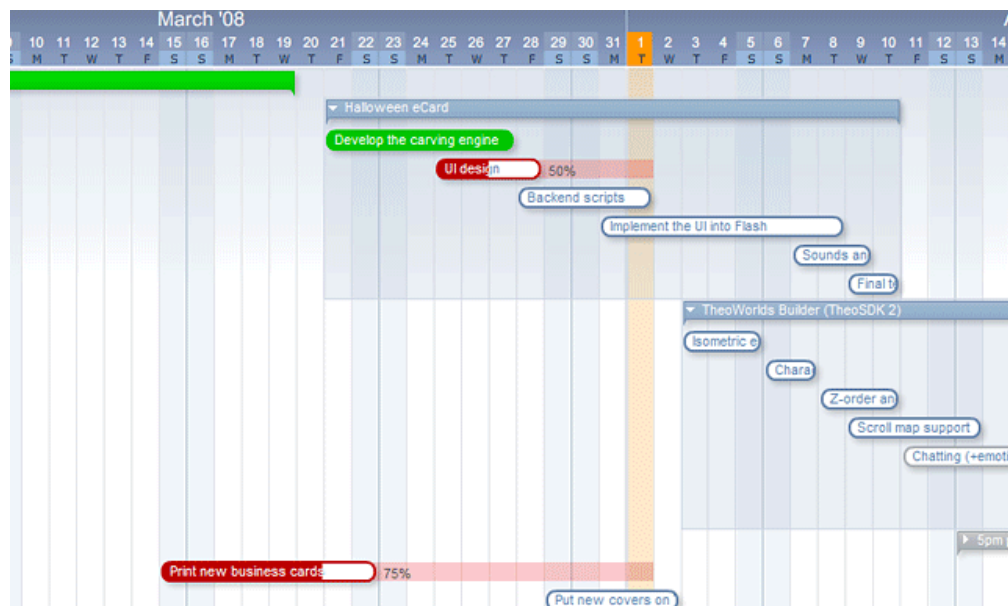 March '08
10 11 12 13 14 15 16 17 18 19 20 21 22 23 24 25 26 27 28 29 30 31 1 2 3 4 5 6 7 8 9 10 11 12 13 14
S M T W T F S S M T W T F S S M T W T F S S M T W T F S S M T W T F S S M
Halloween eCard
Develop the carving engine
UI design 50%
Backend scripts
Implement the UI into Flash
Sounds an
Final t
TheoWorlds Builder (TheoSDK 2)
Isometric e
Chara
Z-order an
Scroll map support
Chatting (+emoti
5pm
Print new business cards 75%
Put new covers on